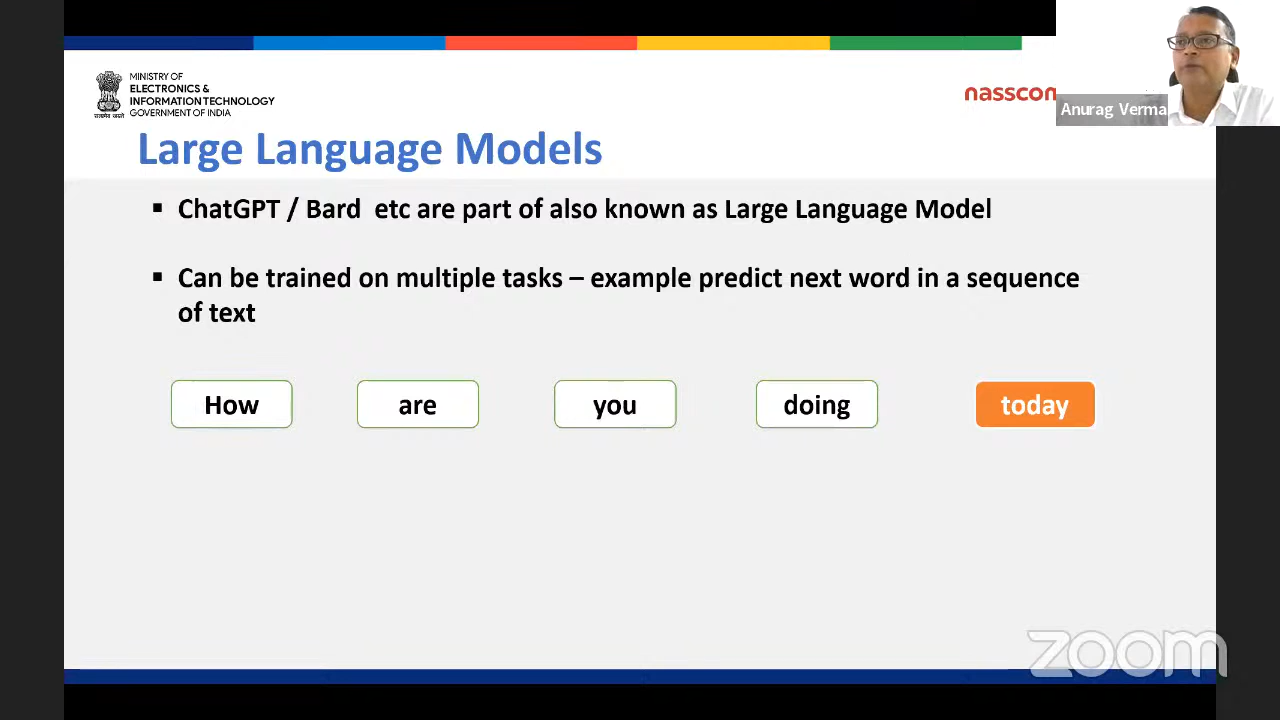 MINISTRY OF
ELECTRONICS &
INFORMATION TECHNOLOGY
GOVERNMENT OF INDIA
nasscom
Anurag Verma
Large Language Models
▪ ChatGPT / Bard etc are part of also known as Large Language Model
▪ Can be trained on multiple tasks – example predict next word in a sequence
of text
How are you doing today
zoom